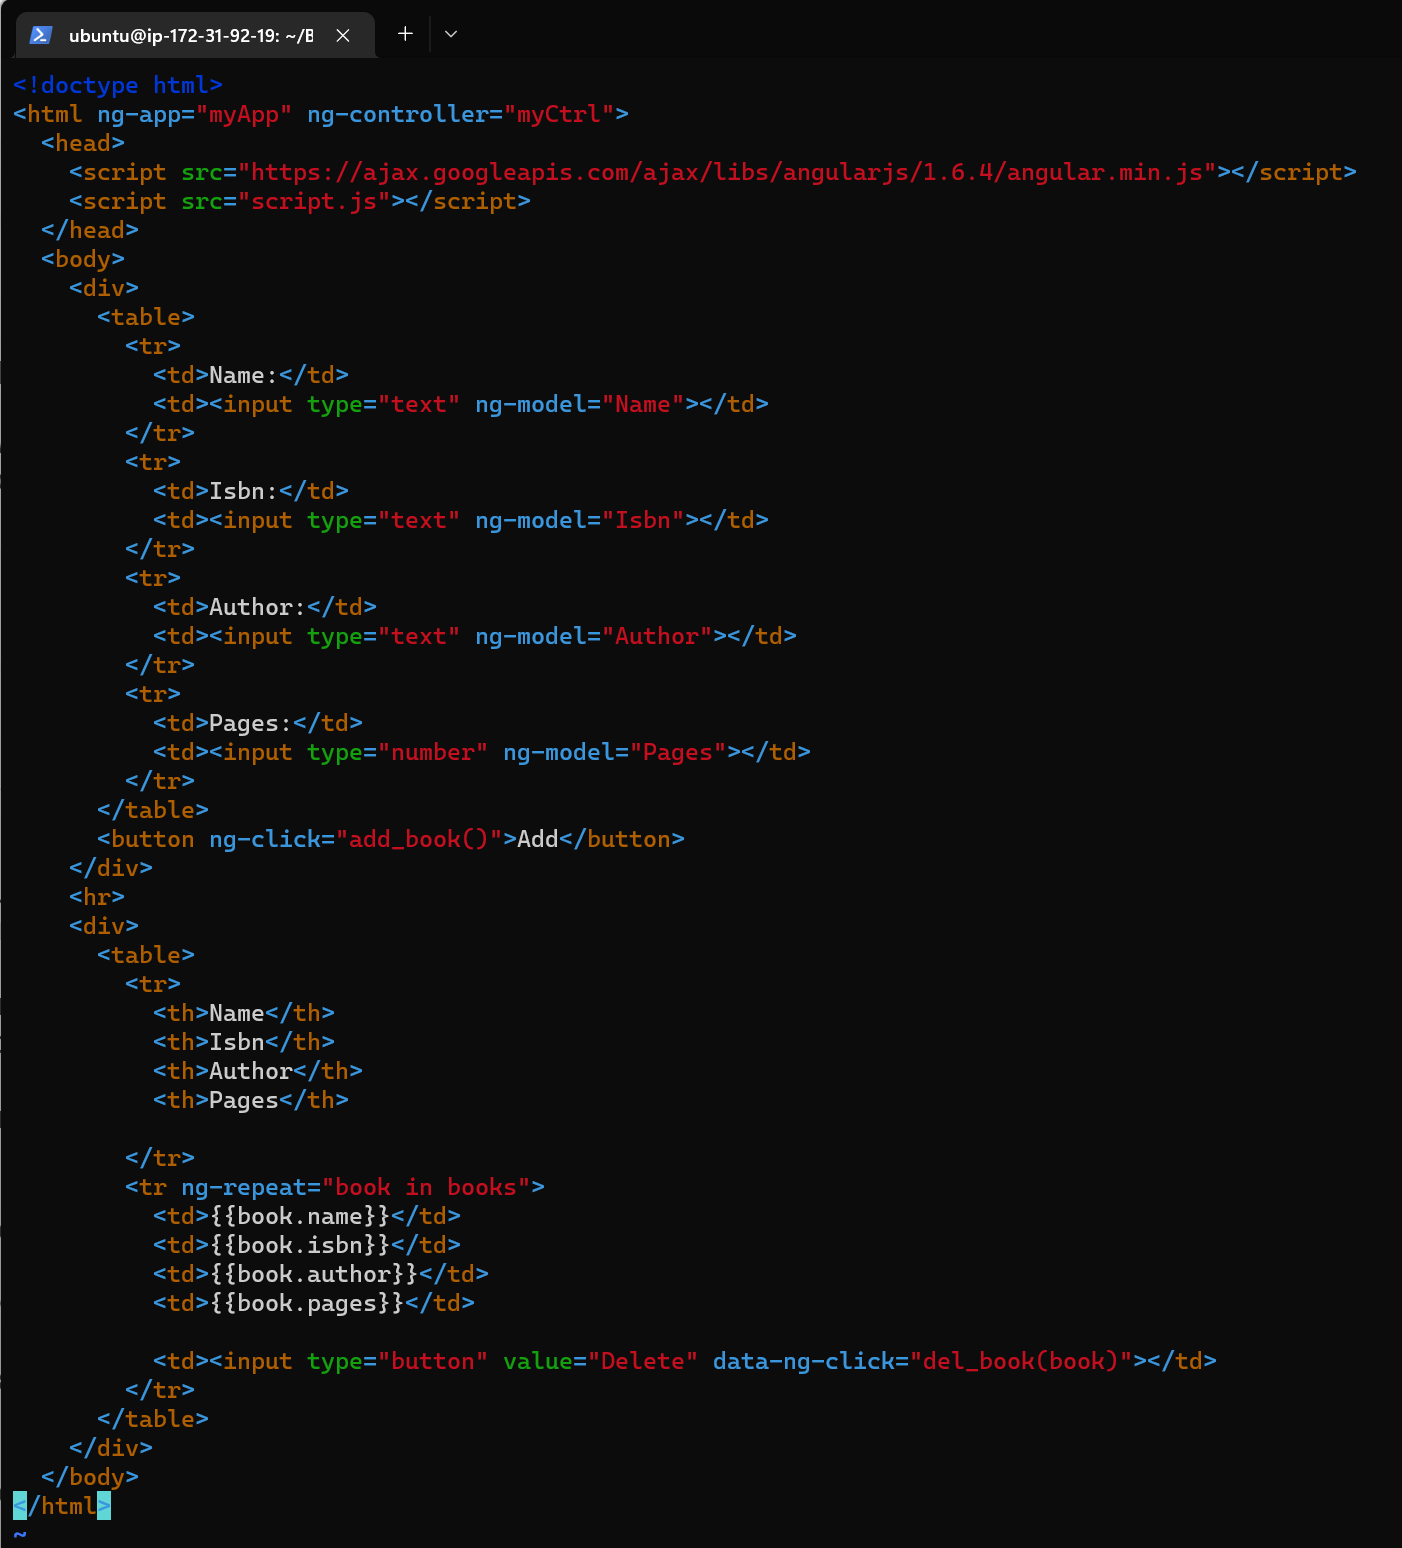 ubuntu@ip-172-31-92-19: ~/B
<!doctype html>
<html ng-app="myApp" ng-controller="myCtrl">
  <head>
    <script src="https://ajax.googleapis.com/ajax/libs/angularjs/1.6.4/angular.min.js"></script>
    <script src="script.js"></script>
  </head>
  <body>
    <div>
      <table>
        <tr>
          <td>Name:</td>
          <td><input type="text" ng-model="Name"></td>
        </tr>
        <tr>
          <td>Isbn:</td>
          <td><input type="text" ng-model="Isbn"></td>
        </tr>
        <tr>
          <td>Author:</td>
          <td><input type="text" ng-model="Author"></td>
        </tr>
        <tr>
          <td>Pages:</td>
          <td><input type="number" ng-model="Pages"></td>
        </tr>
      </table>
      <button ng-click="add_book()">Add</button>
    </div>
    <hr>
    <div>
      <table>
        <tr>
          <th>Name</th>
          <th>Isbn</th>
          <th>Author</th>
          <th>Pages</th>

        </tr>
        <tr ng-repeat="book in books">
          <td>{{book.name}}</td>
          <td>{{book.isbn}}</td>
          <td>{{book.author}}</td>
          <td>{{book.pages}}</td>

          <td><input type="button" value="Delete" data-ng-click="del_book(book)"></td>
        </tr>
      </table>
    </div>
  </body>
</html>
~